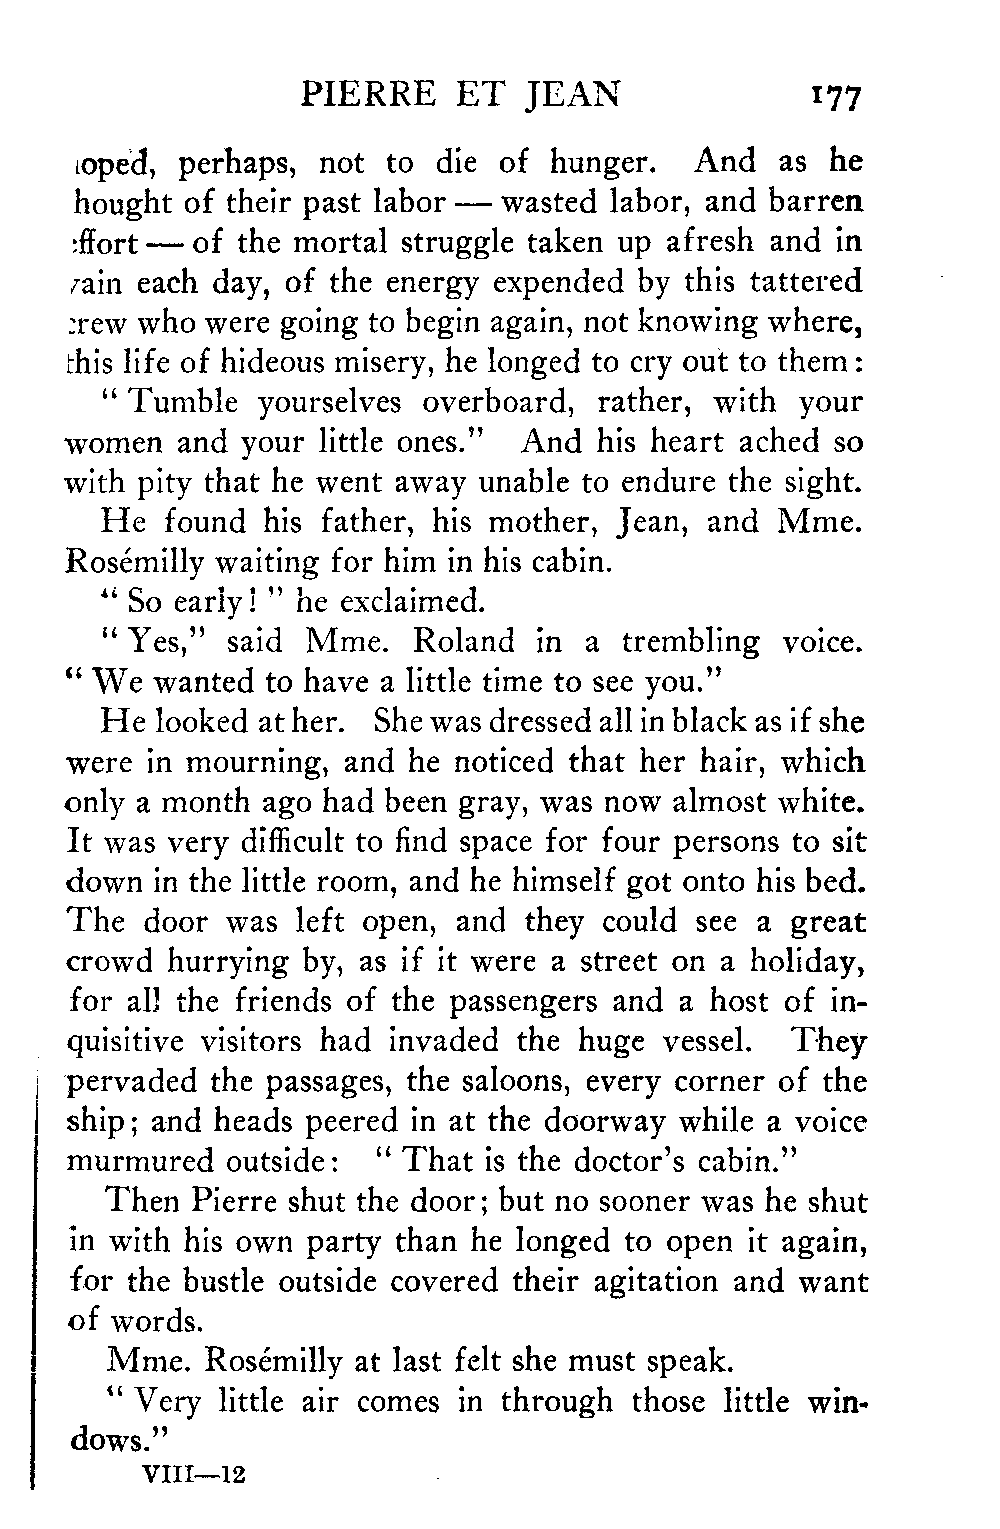 PIERRE ET JEAN 177
hoped, perhaps, not to die of hunger. And as he
thought of their past labor — wasted labor, and barren
effort — of the mortal struggle taken up afresh and in
vain each day, of the energy expended by this tattered
crew who were going to begin again, not knowing where,
this life of hideous misery, he longed to cry out to them:
“Tumble yourselves overboard, rather, with your
women and your little ones.” And his heart ached so
with pity that he went away unable to endure the sight.
He found his father, his mother, Jean, and Mme.
Rosémilly waiting for him in his cabin.
“So early!” he exclaimed.
“Yes,” said Mme. Roland in a trembling voice.
“We wanted to have a little time to see you.”
He looked at her. She was dressed all in black as if she
were in mourning, and he noticed that her hair, which
only a month ago had been gray, was now almost white.
It was very difficult to find space for four persons to sit
down in the little room, and he himself got onto his bed.
The door was left open, and they could see a great
crowd hurrying by, as if it were a street on a holiday,
for all the friends of the passengers and a host of in-
quisitive visitors had invaded the huge vessel. They
pervaded the passages, the saloons, every corner of the
ship; and heads peered in at the doorway while a voice
murmured outside: “That is the doctor’s cabin.”
Then Pierre shut the door; but no sooner was he shut
in with his own party than he longed to open it again,
for the bustle outside covered their agitation and want
of words.
Mme. Rosémilly at last felt she must speak.
“Very little air comes in through those little win-
dows.”
VIII—12